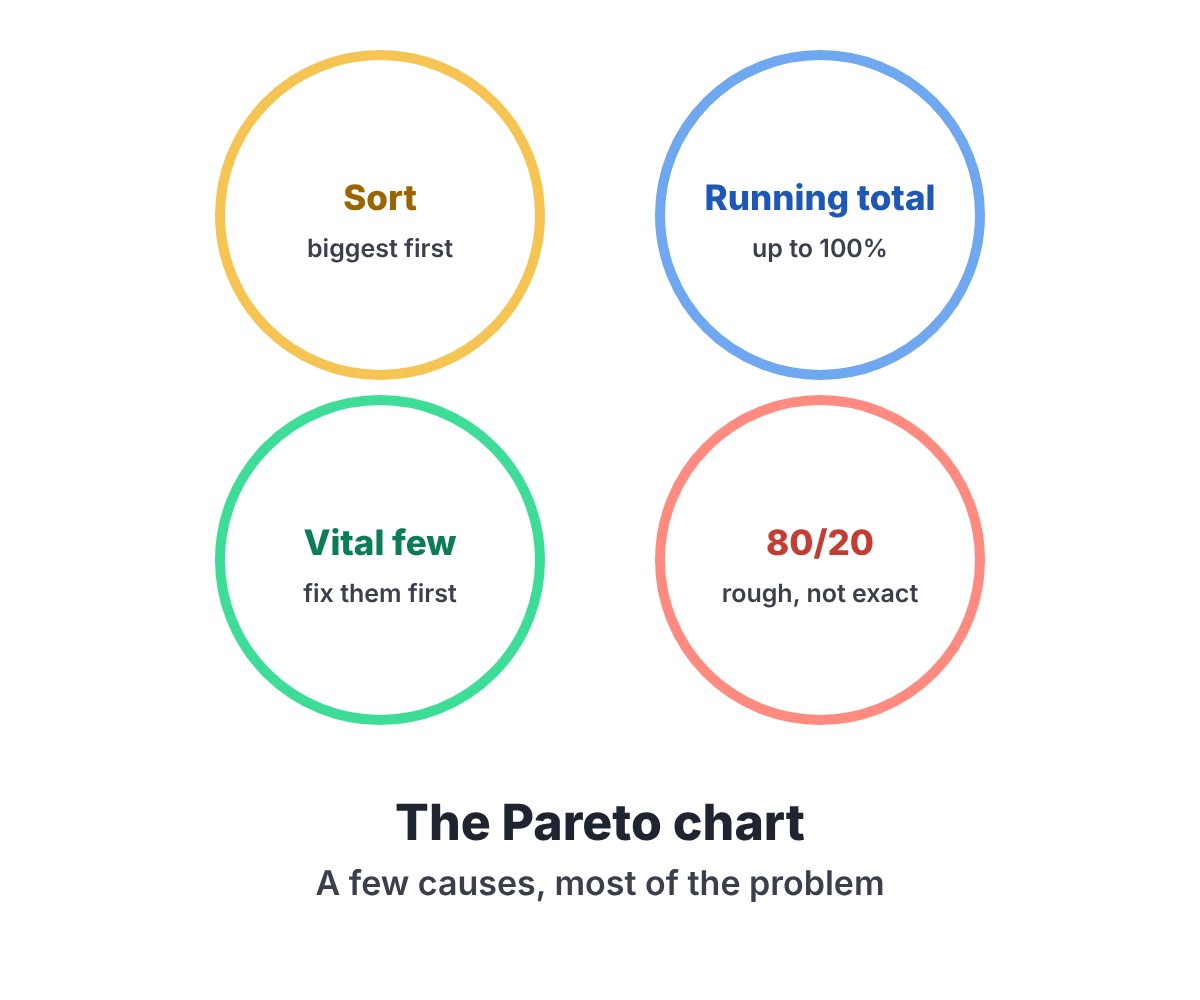 Sort
biggest first
Running total
up to 100%
Vital few
fix them first
80/20
rough, not exact
The Pareto chart
A few causes, most of the problem